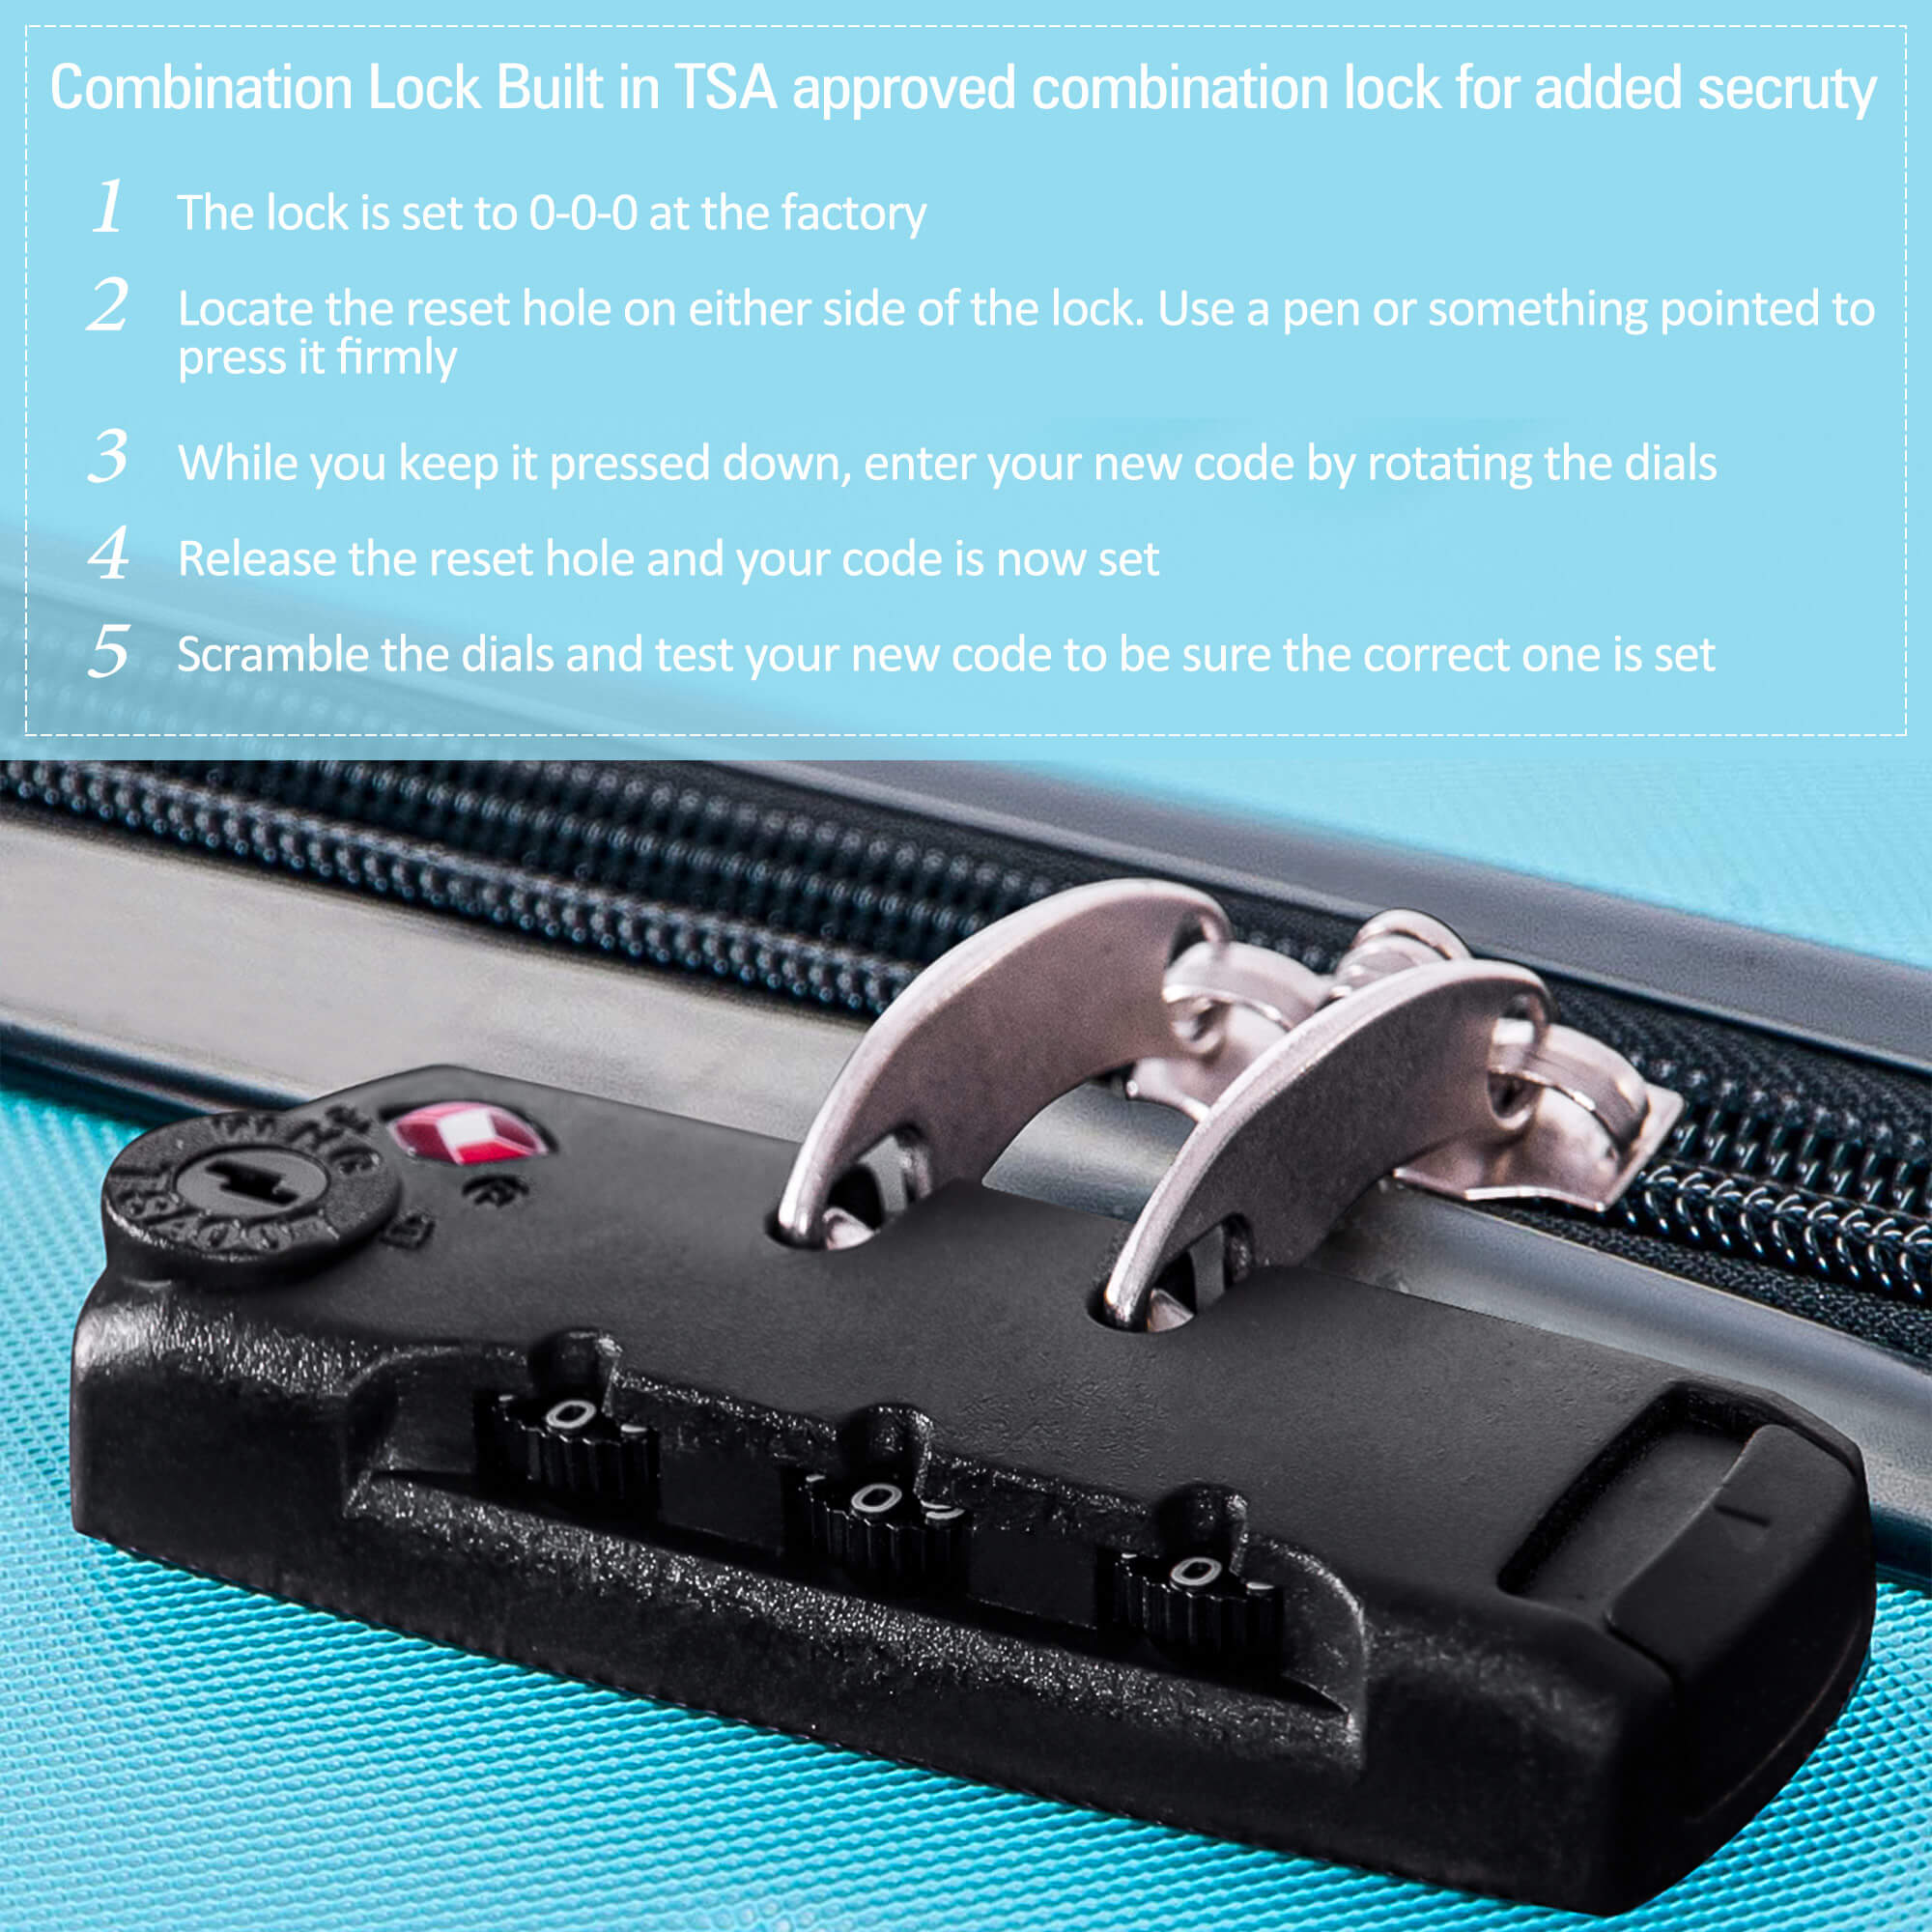 Combination Lock Built in TSA approved combination lock for added secruty
1 The lock is set to 0-0-0 at the factory
2 Locate the reset hole on either side of the lock. Use a pen or something pointed to
press it firmly
3 While you keep it pressed down, enter your new code by rotating the dials
4 Release the reset hole and your code is now set
5 Scramble the dials and test your new code to be sure the correct one is set
0
0
0